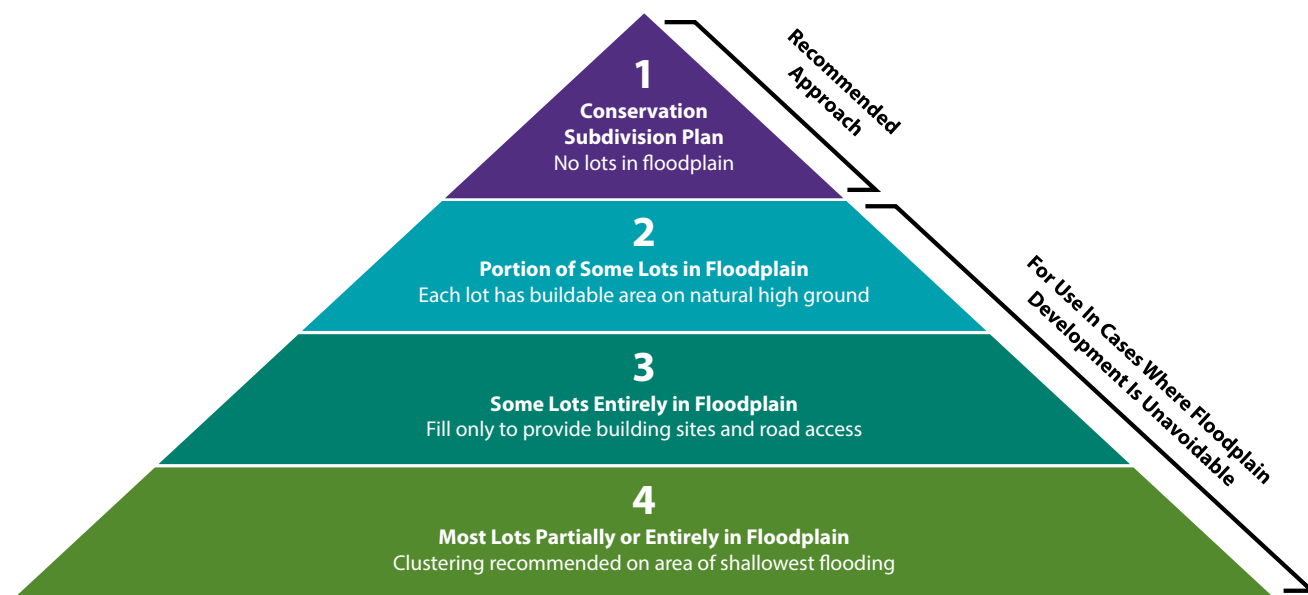 1
Conservation
Subdivision Plan
No lots in floodplain
Recommended
Approach
2
Portion of Some Lots in Floodplain
Each lot has buildable area on natural high ground
3
Some Lots Entirely in Floodplain
Fill only to provide building sites and road access
4
Most Lots Partially or Entirely in Floodplain
Clustering recommended on area of shallowest flooding
For Use In Cases Where Floodplain
Development Is Unavoidable